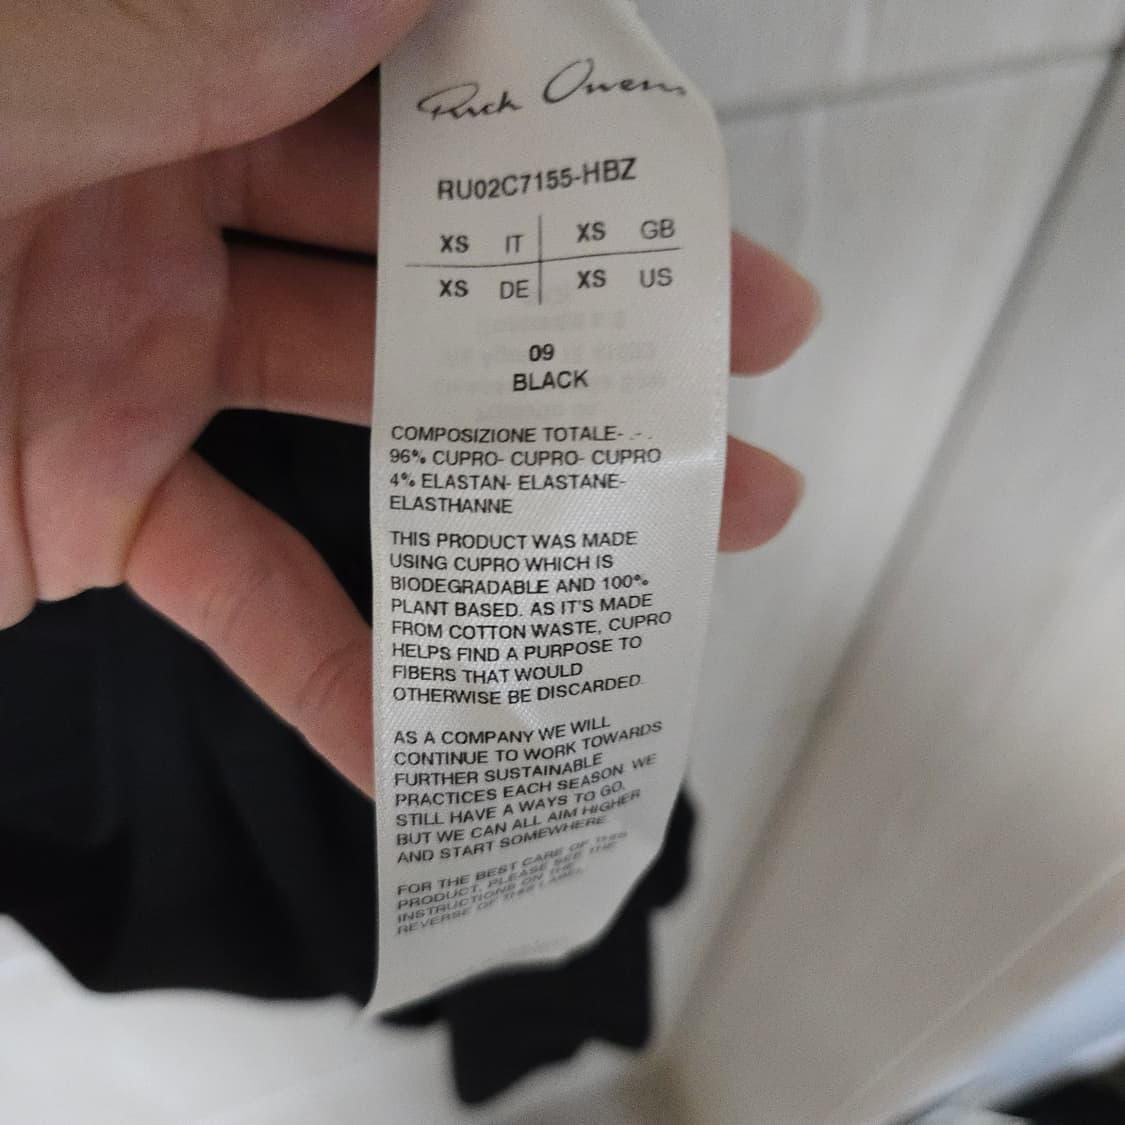 Rick Owens
RU02C7155-HBZ
XS IT XS GB
XS DE XS US
09
BLACK
COMPOSIZIONE TOTALE- .- .
96% CUPRO- CUPRO- CUPRO
4% ELASTAN- ELASTANE-
ELASTHANNE
THIS PRODUCT WAS MADE
USING CUPRO WHICH IS
BIODEGRADABLE AND 100%
PLANT BASED. AS IT'S MADE
FROM COTTON WASTE, CUPRO
HELPS FIND A PURPOSE TO
FIBERS THAT WOULD
OTHERWISE BE DISCARDED.
AS A COMPANY WE WILL
CONTINUE TO WORK TOWARDS
FURTHER SUSTAINABLE
PRACTICES EACH SEASON. WE
STILL HAVE A WAYS TO GO,
BUT WE CAN ALL AIM HIGHER
AND START SOMEWHERE
FOR THE BEST CARE OF THIS
PRODUCT, PLEASE SEE THE
INSTRUCTIONS ON THE
REVERSE OF THIS LABEL